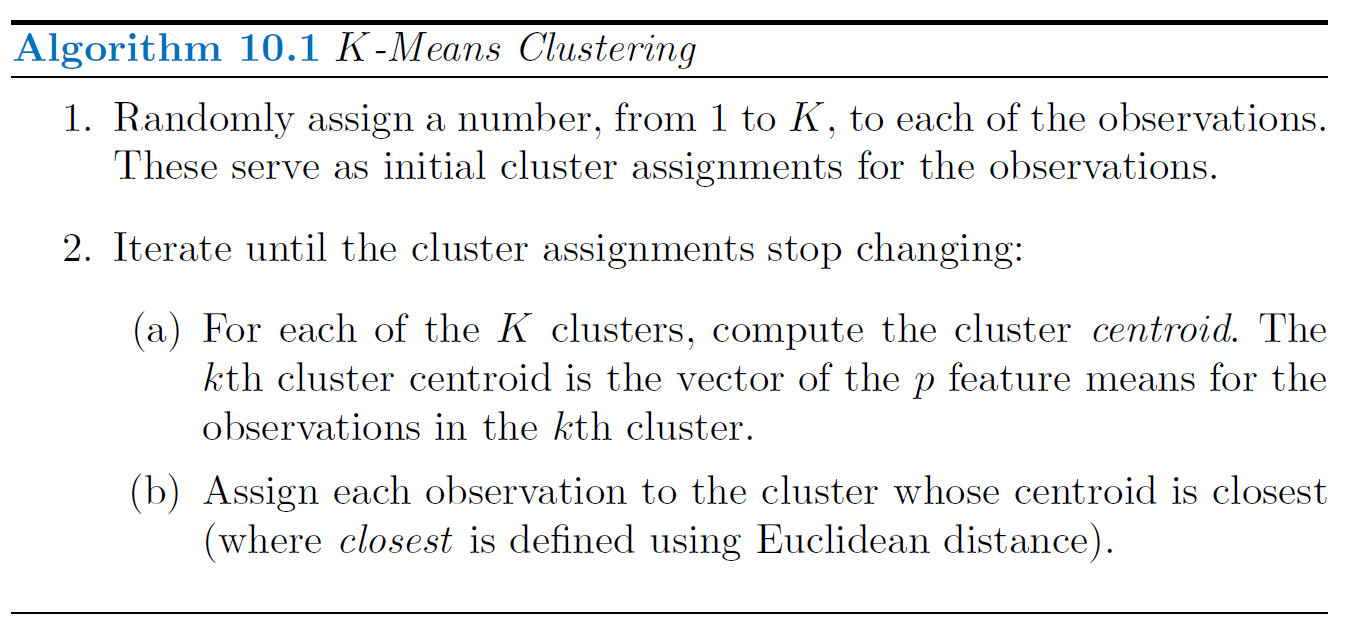 Algorithm 10.1 K-Means Clustering
1. Randomly assign a number, from 1 to K, to each of the observations.
These serve as initial cluster assignments for the observations.
2. Iterate until the cluster assignments stop changing:
(a) For each of the K clusters, compute the cluster centroid. The
kth cluster centroid is the vector of the p feature means for the
observations in the kth cluster.
(b) Assign each observation to the cluster whose centroid is closest
(where closest is defined using Euclidean distance).